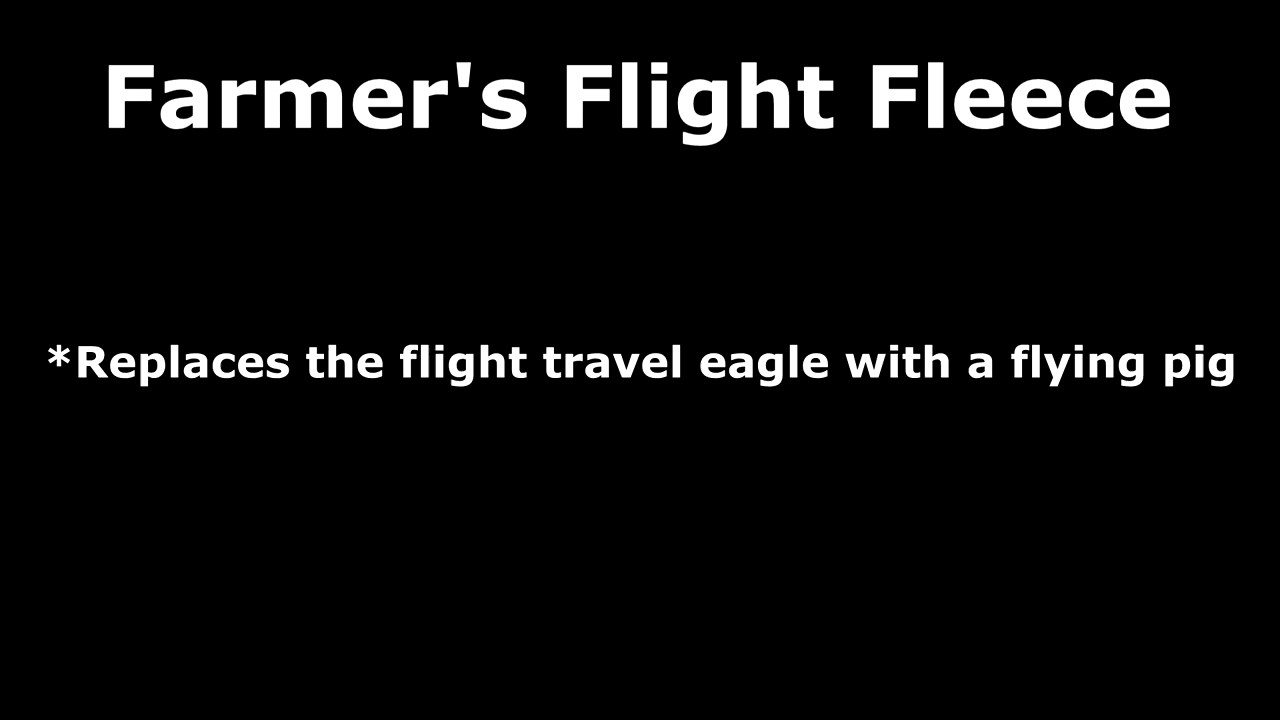 Farmer's Flight Fleece
*Replaces the flight travel eagle with a flying pig